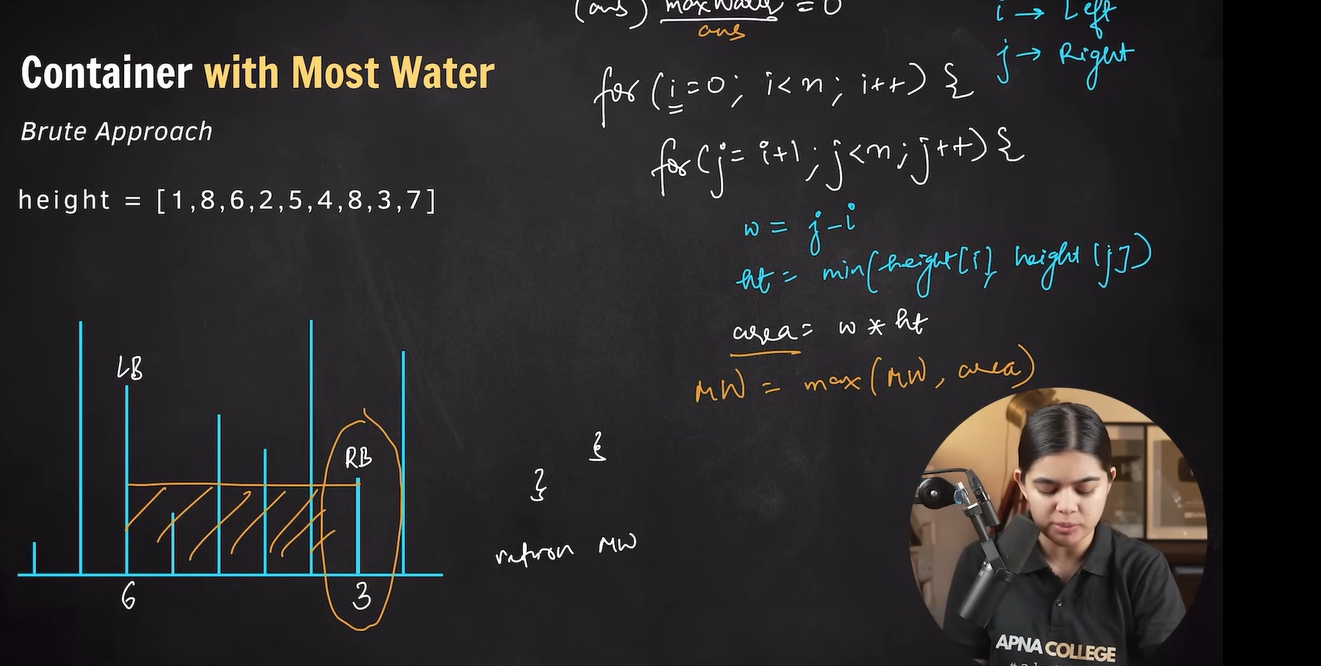 (ans) maxWater = 0
ans
i → Left
j → Right
Container with Most Water
Brute Approach
height = [1,8,6,2,5,4,8,3,7]
for (i=0; i<n; i++) {
for (j= i+1; j<n; j++) {
w = j-i
ht = min(height[i], height[j])
area = w * ht
MW = max(MW, area)
}
}
return MW
LB
RB
6
3
APNA COLLEGE